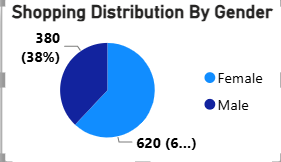 Shopping Distribution By Gender
380
(38%)
Female
Male
620 (6...)